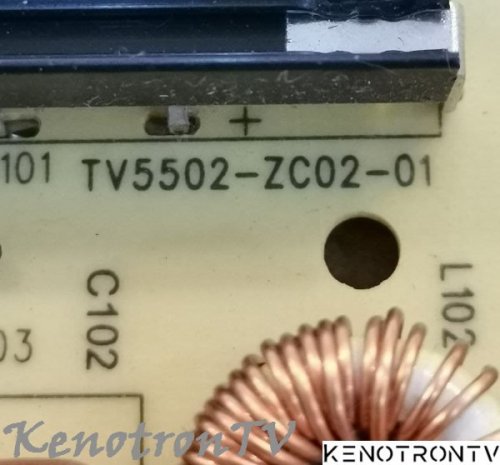 +
101 TV5502-ZC02-01
C102
L102
03
KenotronTV
KENOTRONTV